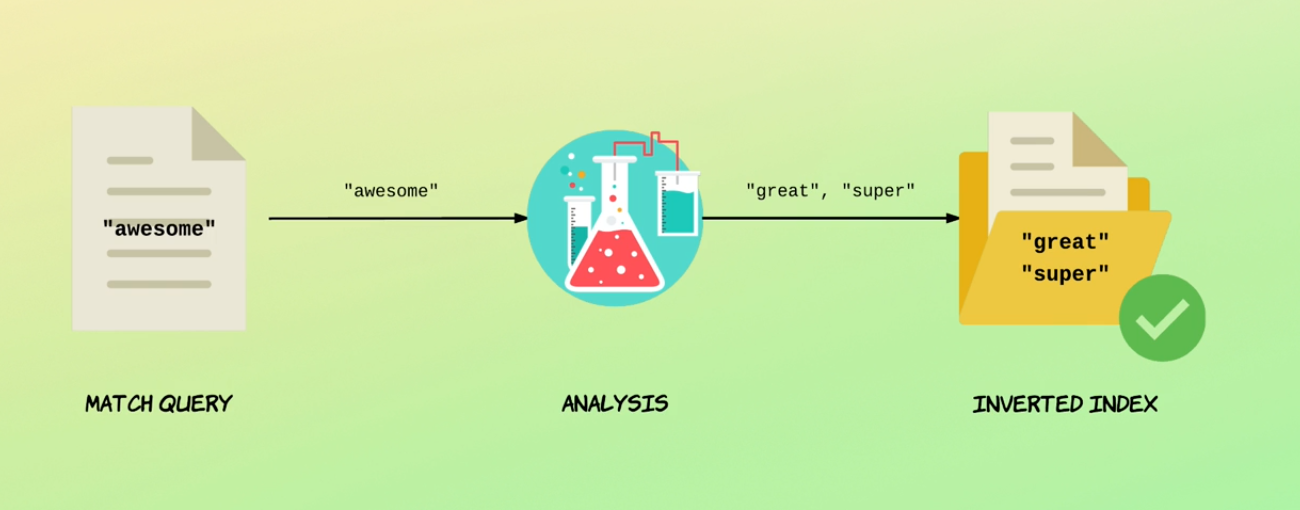 "awesome"
"awesome"
"great", "super"
"great"
"super"
MATCH QUERY
ANALYSIS
INVERTED INDEX